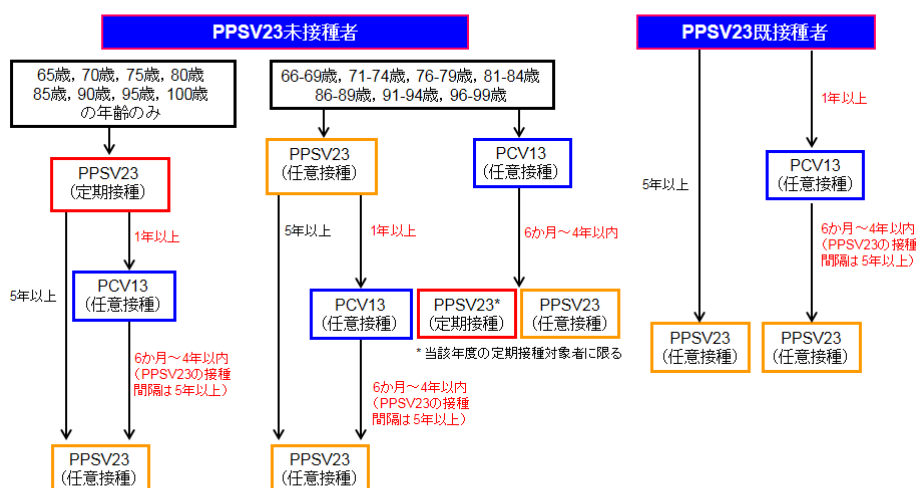 PPSV23未接種者
65歳, 70歳, 75歳, 80歳
85歳, 90歳, 95歳, 100歳
の年齢のみ
PPSV23
(定期接種)
5年以上
1年以上
PCV13
(任意接種)
6か月～4年以内
(PPSV23の接種
間隔は5年以上)
PPSV23
(任意接種)
66-69歳, 71-74歳, 76-79歳, 81-84歳
86-89歳, 91-94歳, 96-99歳
PPSV23
(任意接種)
5年以上
1年以上
PCV13
(任意接種)
6か月～4年以内
(PPSV23の接種
間隔は5年以上)
PPSV23
(任意接種)
PCV13
(任意接種)
6か月～4年以内
PPSV23*
(定期接種)
PPSV23
(任意接種)
*当該年度の定期接種対象者に限る
PPSV23既接種者
5年以上
PPSV23
(任意接種)
1年以上
PCV13
(任意接種)
6か月～4年以内
(PPSV23の接種
間隔は5年以上)
PPSV23
(任意接種)